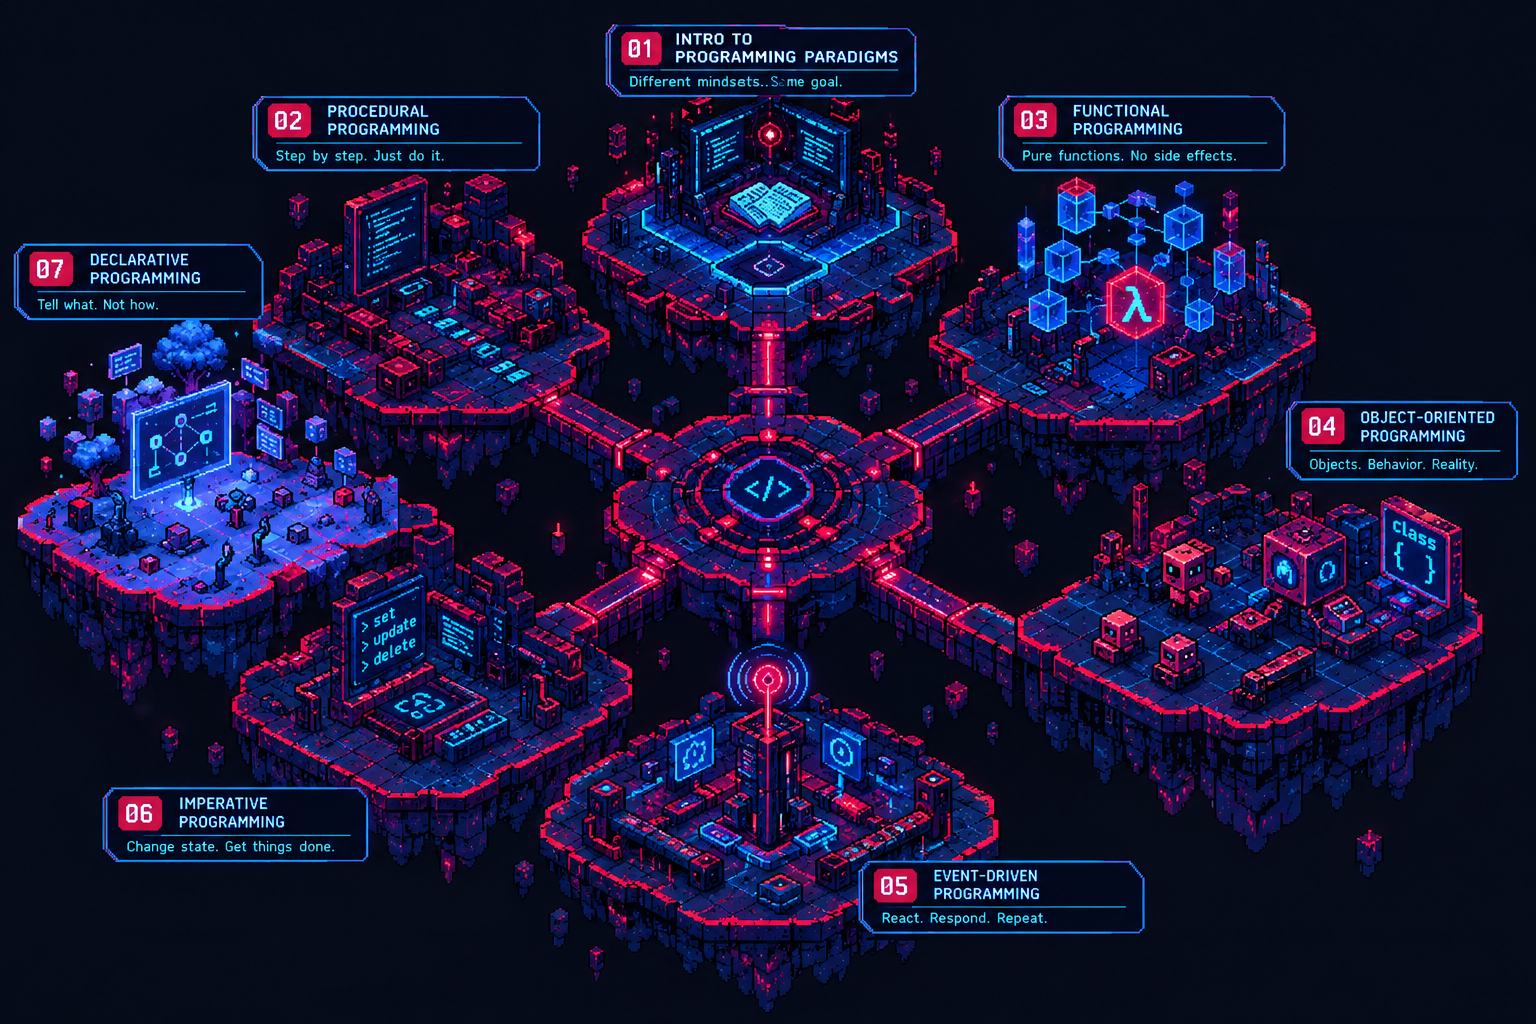 01
INTRO TO
PROGRAMMING PARADIGMS
Different mindsets.. Same goal.
02
PROCEDURAL
PROGRAMMING
Step by step. Just do it.
03
FUNCTIONAL
PROGRAMMING
Pure functions. No side effects.
λ
07
DECLARATIVE
PROGRAMMING
Tell what. Not how.
04
OBJECT-ORIENTED
PROGRAMMING
Objects. Behavior. Reality.
</>
class
{ }
> set
> update
> delete
06
IMPERATIVE
PROGRAMMING
Change state. Get things done.
05
EVENT-DRIVEN
PROGRAMMING
React. Respond. Repeat.